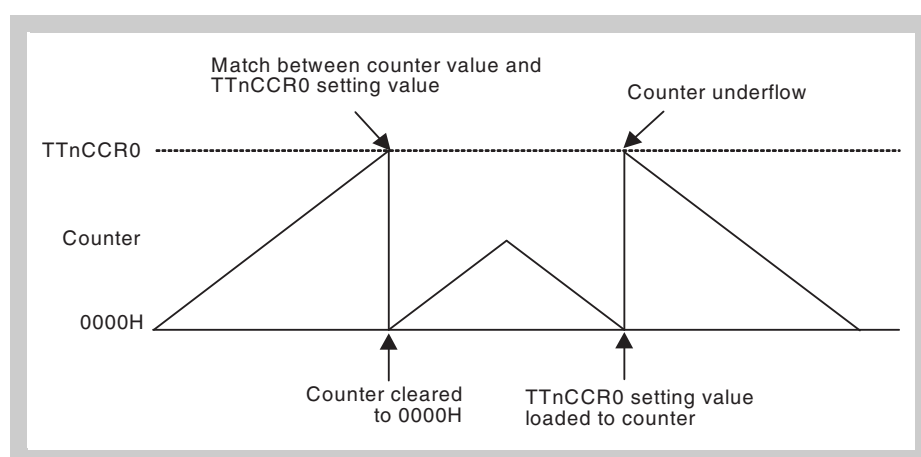 Match between counter value and
TTnCCR0 setting value
Counter underflow
TTnCCR0
Counter
0000H
Counter cleared
to 0000H
TTnCCR0 setting value
loaded to counter